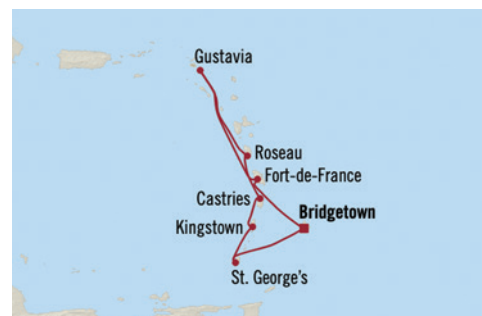 Gustavia
Roseau
Fort-de-France
Castries
Bridgetown
Kingstown
St. George's